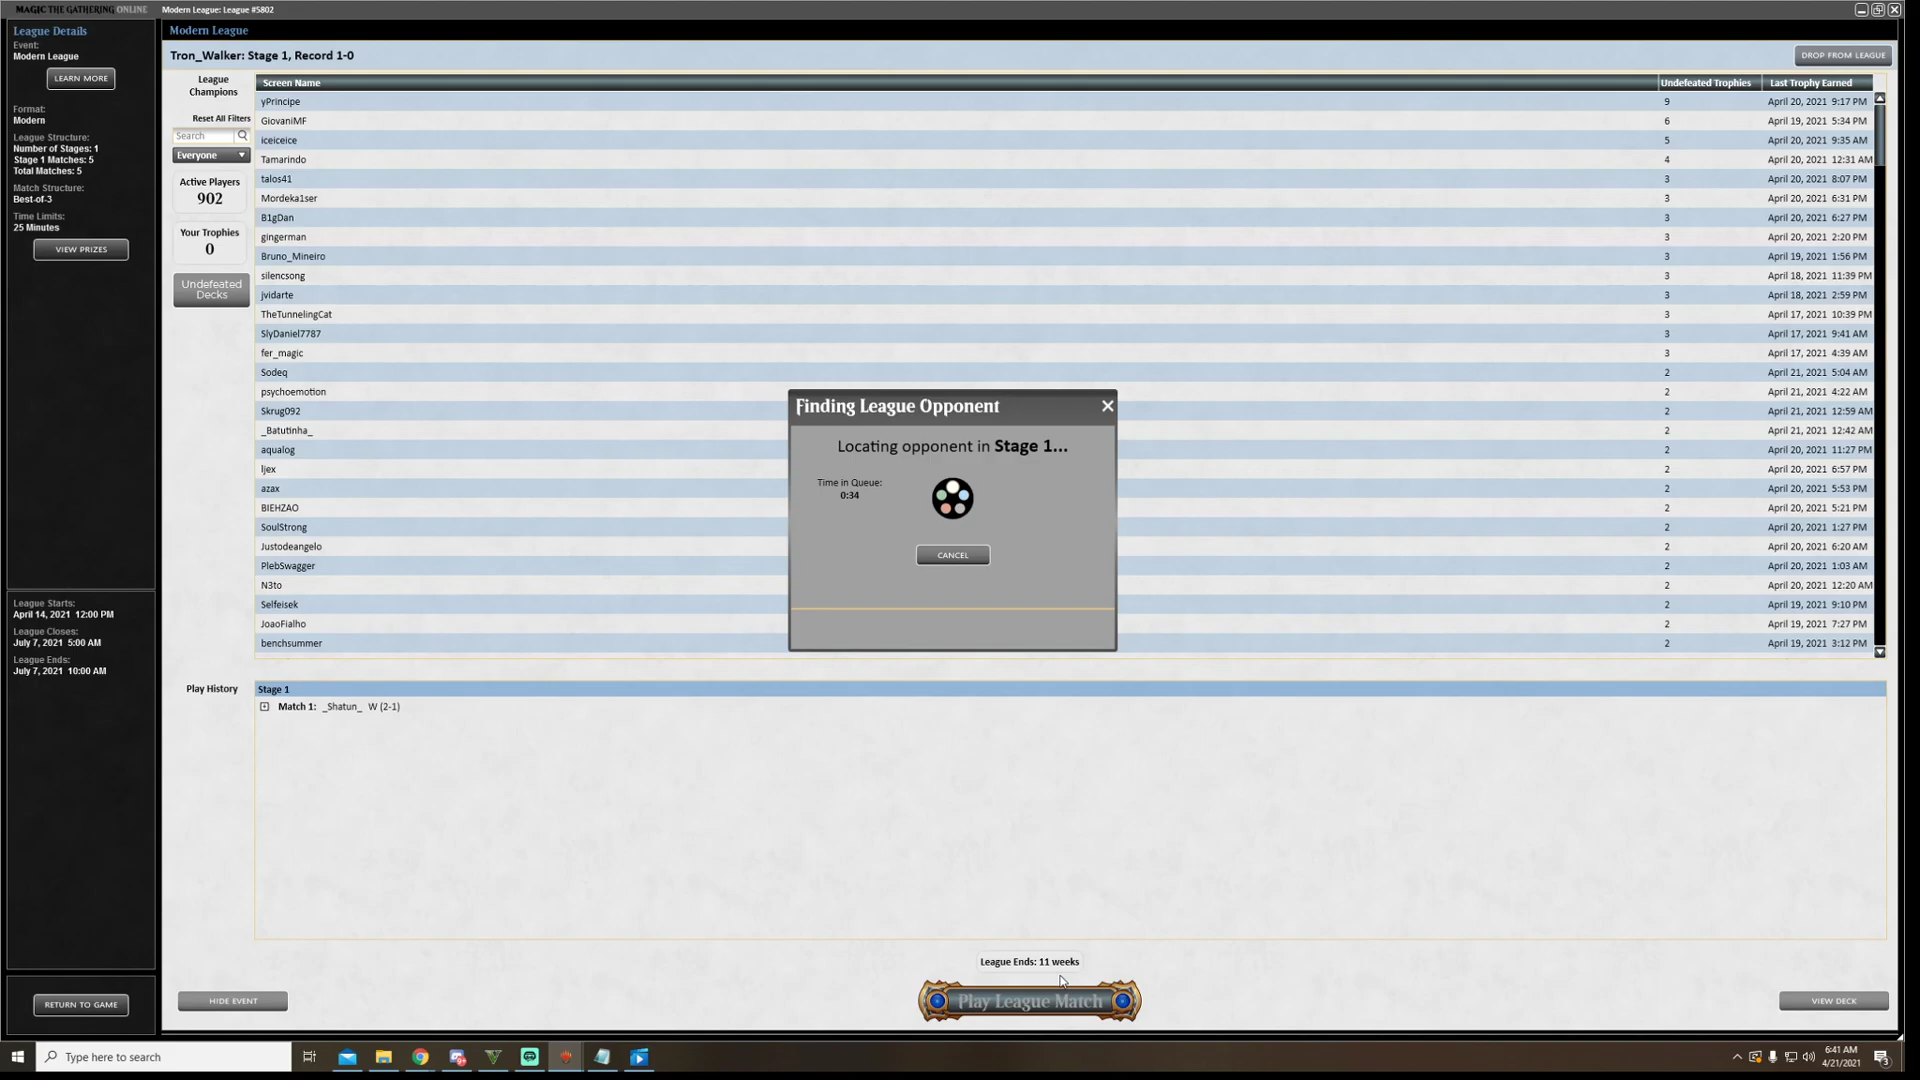 MAGIC THE GATHERING ONLINE
Modern League: League #5802
League Details
Event:
Modern League
LEARN MORE
Format:
Modern
League Structure:
Number of Stages: 1
Stage 1 Matches: 5
Total Matches: 5
Match Structure:
Best-of-3
Time Limits:
25 Minutes
VIEW PRIZES
League Starts:
April 14, 2021 12:00 PM
League Closes:
July 7, 2021 5:00 AM
League Ends:
July 7, 2021 10:00 AM
RETURN TO GAME
Modern League
Tron_Walker: Stage 1, Record 1-0
DROP FROM LEAGUE
League
Champions
Reset All Filters
Search
Everyone
Active Players
902
Your Trophies
0
Undefeated
Decks
Screen Name Undefeated Trophies Last Trophy Earned
yPrincipe 9 April 20, 2021 9:17 PM
GiovaniMF 6 April 19, 2021 5:34 PM
iceiceice 5 April 20, 2021 9:35 AM
Tamarindo 4 April 20, 2021 12:31 AM
talos41 3 April 20, 2021 8:07 PM
Mordeka1ser 3 April 20, 2021 6:31 PM
B1gDan 3 April 20, 2021 6:27 PM
gingerman 3 April 20, 2021 2:20 PM
Bruno_Mineiro 3 April 19, 2021 1:56 PM
silencsong 3 April 18, 2021 11:39 PM
jvidarte 3 April 18, 2021 2:59 PM
TheTunnelingCat 3 April 17, 2021 10:39 PM
SlyDaniel7787 3 April 17, 2021 9:41 AM
fer_magic 3 April 17, 2021 4:39 AM
Sodeq 2 April 21, 2021 5:04 AM
psychoemotion 2 April 21, 2021 4:22 AM
Skrug092 2 April 21, 2021 12:59 AM
_Batutinha_ 2 April 21, 2021 12:42 AM
aqualog 2 April 20, 2021 11:27 PM
ljex 2 April 20, 2021 6:57 PM
azax 2 April 20, 2021 5:53 PM
BIEHZAO 2 April 20, 2021 5:21 PM
SoulStrong 2 April 20, 2021 1:27 PM
Justodeangelo 2 April 20, 2021 6:20 AM
PlebSwagger 2 April 20, 2021 1:03 AM
N3to 2 April 20, 2021 12:20 AM
Selfeisek 2 April 19, 2021 9:10 PM
JoaoFialho 2 April 19, 2021 7:27 PM
benchsummer 2 April 19, 2021 3:12 PM
Finding League Opponent
Locating opponent in Stage 1...
Time in Queue:
0:34
CANCEL
Play History
Stage 1
Match 1: _Shatun_ W (2-1)
League Ends: 11 weeks
HIDE EVENT
Play League Match
VIEW DECK
Type here to search
6:41 AM
4/21/2021
3